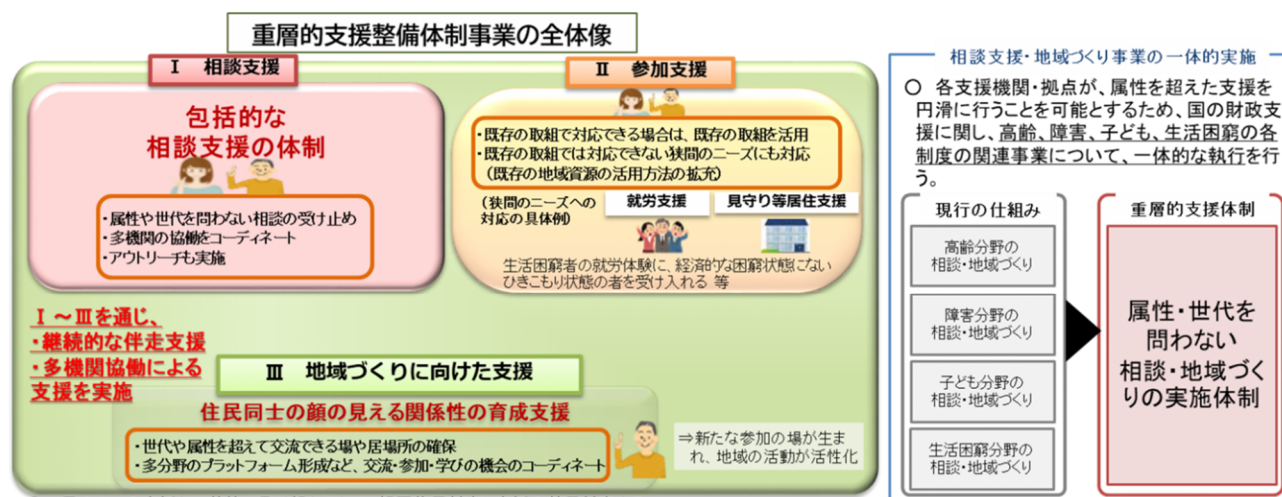 重層的支援整備体制事業の全体像
Ⅰ 相談支援
包括的な
相談支援の体制
・属性や世代を問わない相談の受け止め
・多機関の協働をコーディネート
・アウトリーチも実施
Ⅱ 参加支援
・既存の取組で対応できる場合は、既存の取組を活用
・既存の取組では対応できない狭間のニーズにも対応
（既存の地域資源の活用方法の拡充）
（狭間のニーズへの
対応の具体例）
就労支援
見守り等居住支援
生活困窮者の就労体験に、経済的な困窮状態にない
ひきこもり状態の者を受け入れる 等
Ⅰ～Ⅲを通じ、
・継続的な伴走支援
・多機関協働による
支援を実施
Ⅲ 地域づくりに向けた支援
住民同士の顔の見える関係性の育成支援
・世代や属性を超えて交流できる場や居場所の確保
・多分野のプラットフォーム形成など、交流・参加・学びの機会のコーディネート
⇒新たな参加の場が生ま
れ、地域の活動が活性化
相談支援・地域づくり事業の一体的実施
○ 各支援機関・拠点が、属性を超えた支援を
円滑に行うことを可能とするため、国の財政支
援に関し、高齢、障害、子ども、生活困窮の各
制度の関連事業について、一体的な執行を行
う。
現行の仕組み
高齢分野の
相談・地域づくり
障害分野の
相談・地域づくり
子ども分野の
相談・地域づくり
生活困窮分野の
相談・地域づくり
重層的支援体制
属性・世代を
問わない
相談・地域づく
りの実施体制